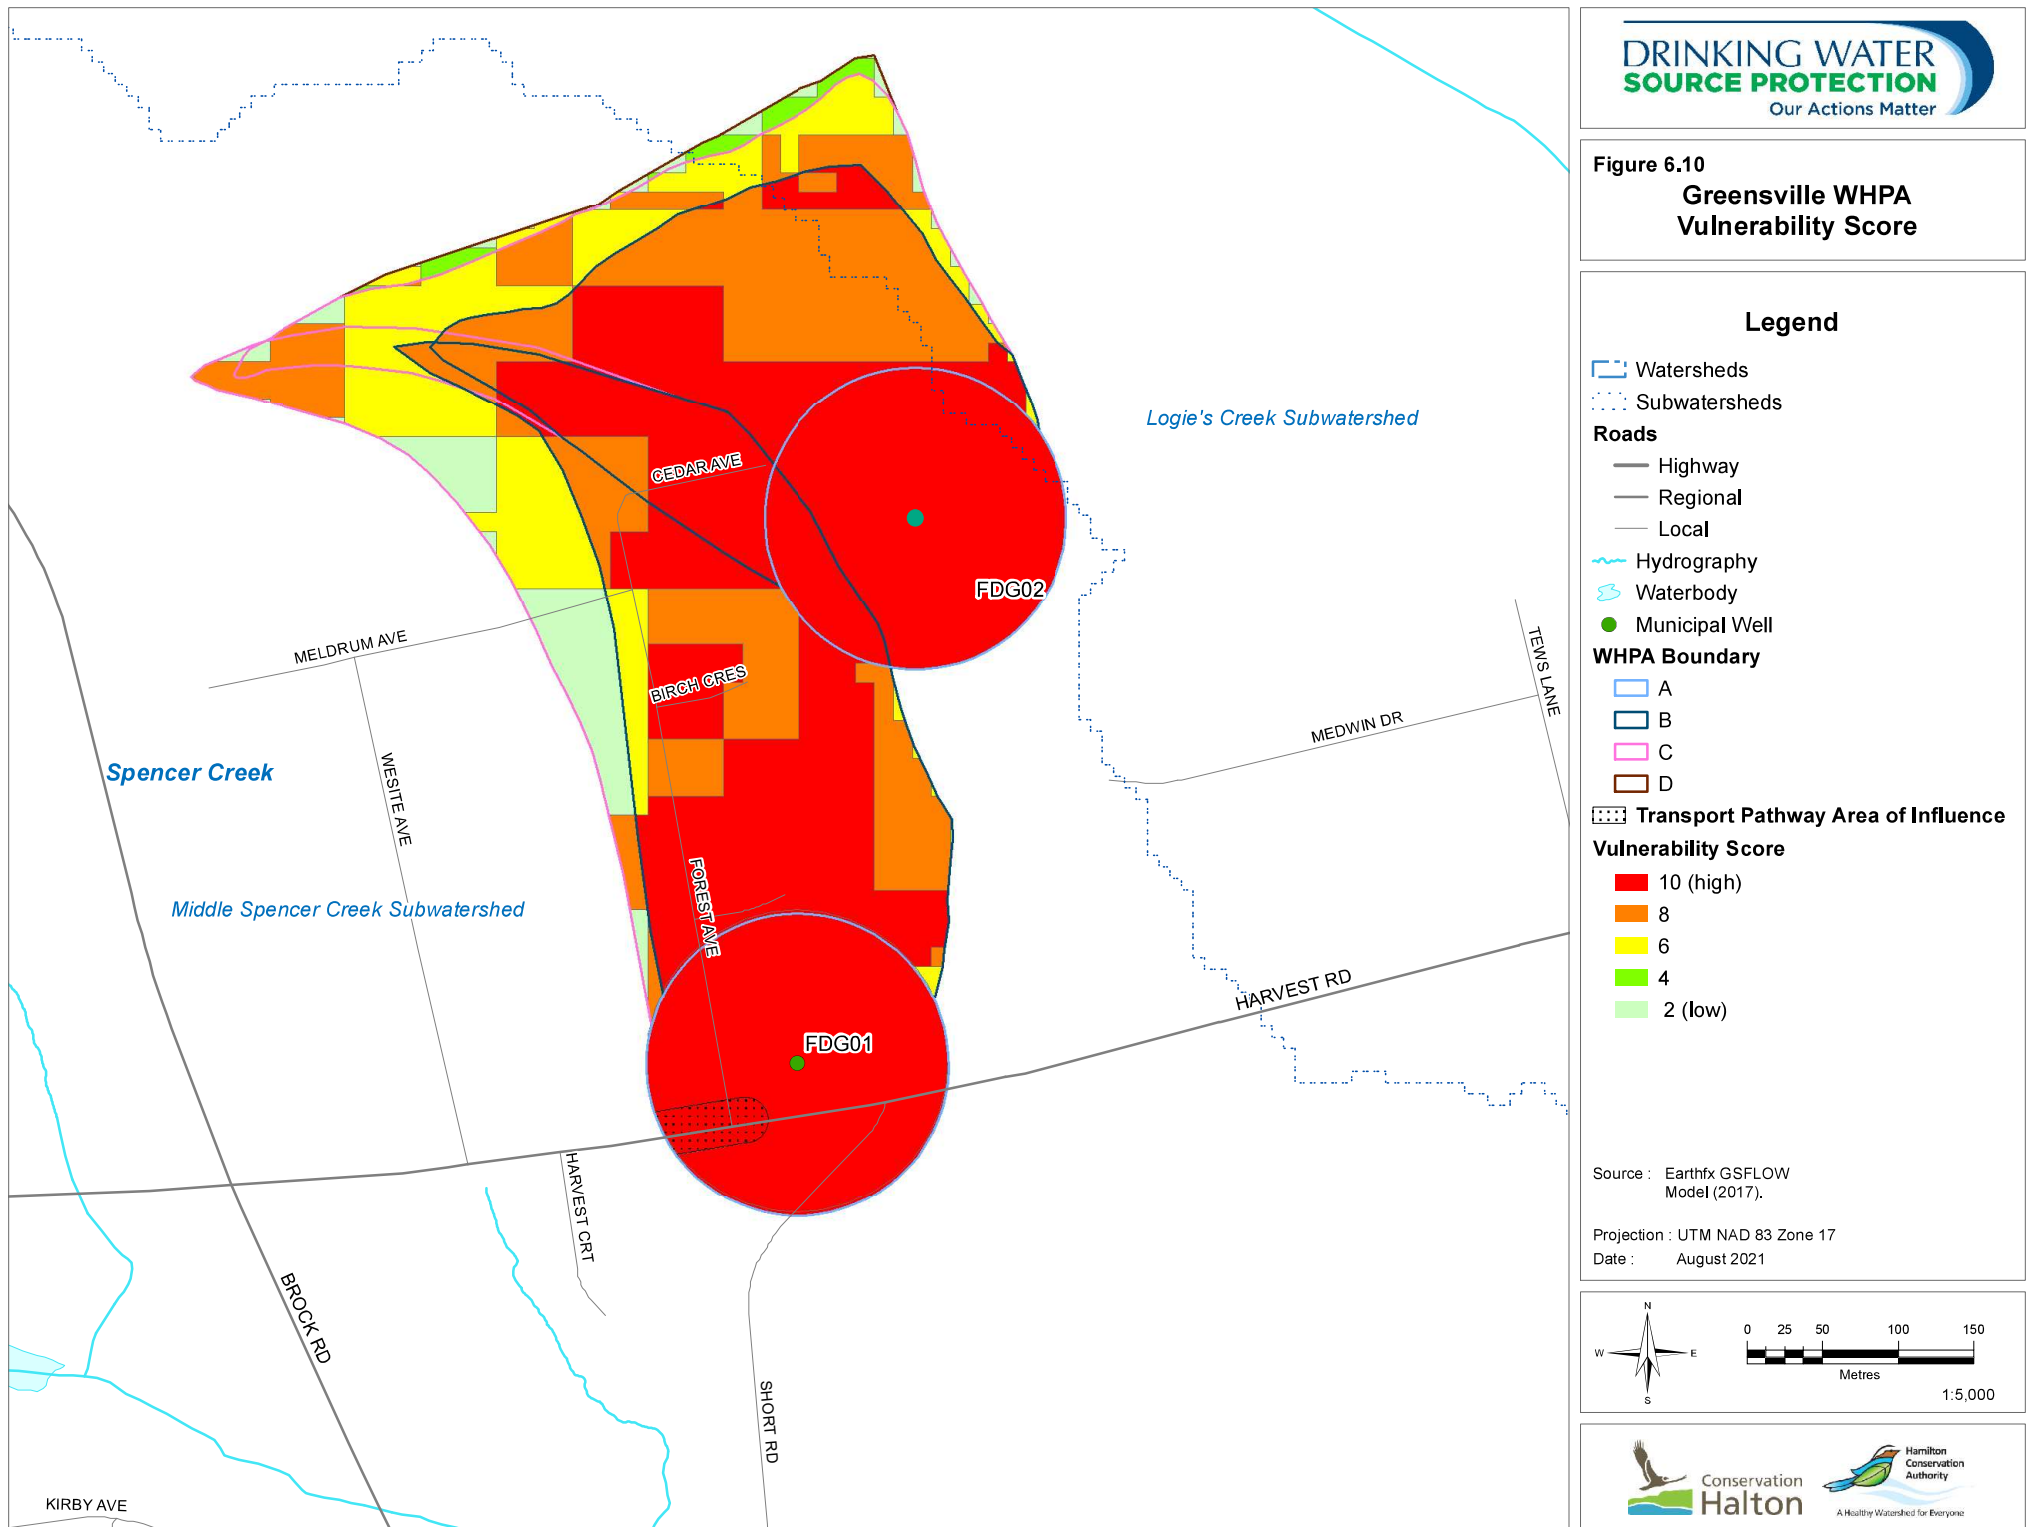 DRINKING WATER
SOURCE PROTECTION
Our Actions Matter
Figure 6.10
Greensville WHPA
Vulnerability Score
Legend
Watersheds
Subwatersheds
Roads
Highway
Regional
Local
Hydrography
Waterbody
Municipal Well
WHPA Boundary
A
B
C
D
Transport Pathway Area of Influence
Vulnerability Score
10 (high)
8
6
4
2 (low)
Source : Earthfx GSFLOW
Model (2017).
Projection : UTM NAD 83 Zone 17
Date : August 2021
N
W E
S
0 25 50 100 150
Metres
1:5,000
Conservation
Halton
Hamilton
Conservation
Authority
A Healthy Watershed for Everyone
Logie's Creek Subwatershed
CEDAR AVE
FDG02
MELDRUM AVE
BIRCH CRES
TEWS LANE
MEDWIN DR
Spencer Creek
WESITE AVE
Middle Spencer Creek Subwatershed
FOREST AVE
HARVEST RD
FDG01
HARVEST CRT
BROCK RD
SHORT RD
KIRBY AVE